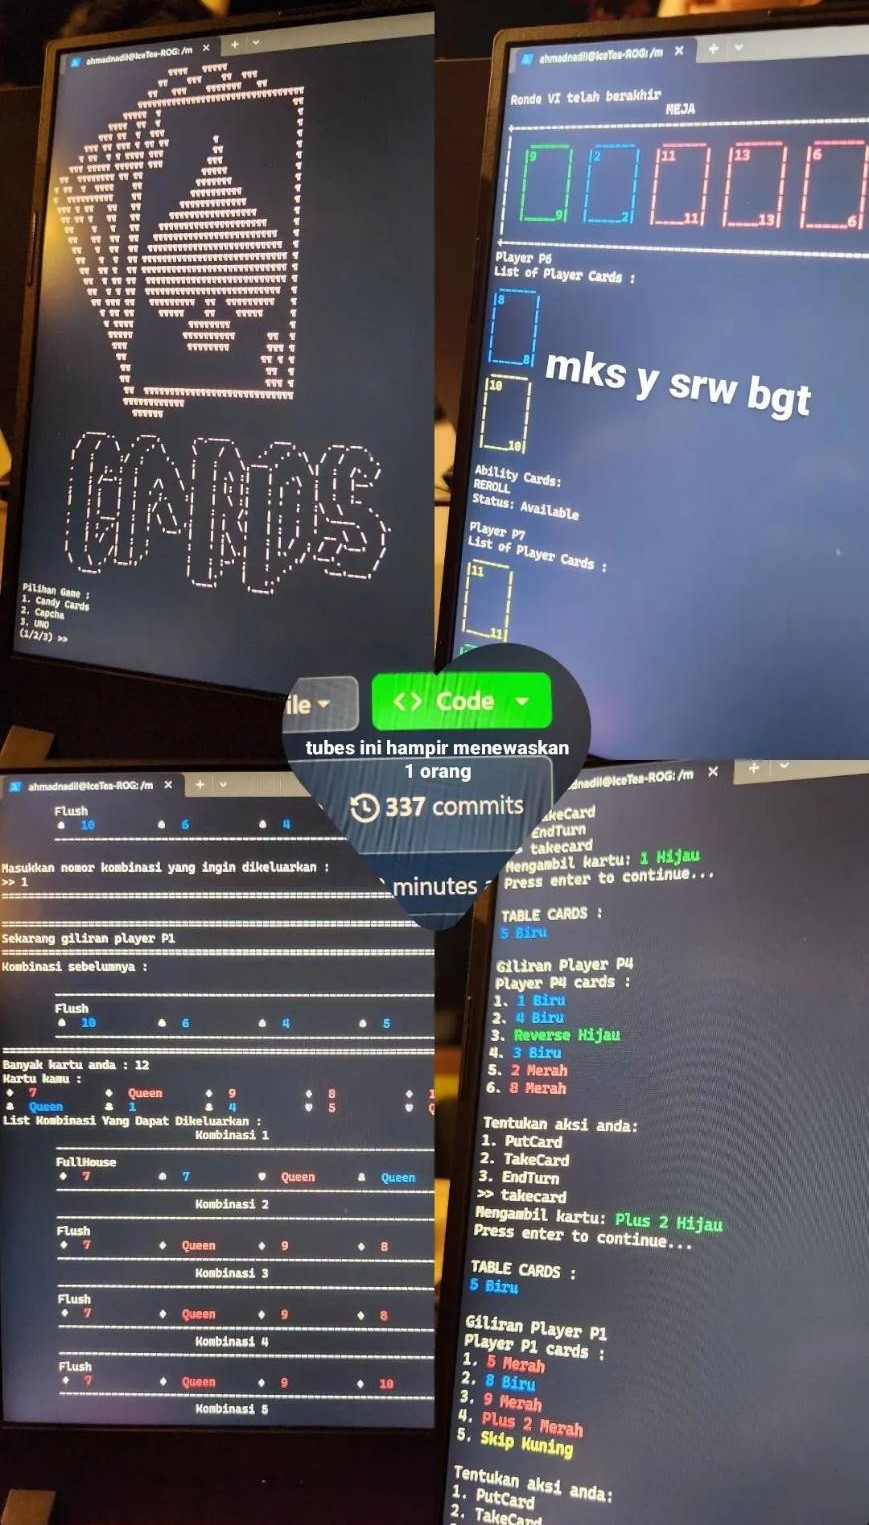 ahmadnadil@IceTea-ROG: /m × + ⌄
CARDS
Pilihan Game :
1. Candy Cards
2. Capcha
3. UNO
(1/2/3) >>
ahmadnadil@IceTea-ROG: /m × + ⌄
Ronde VI telah berakhir
MEJA
9 2 11 13 6
9 2 11 13 6
Player P6
List of Player Cards :
8
8
10
10
mks y srw bgt
Ability Cards:
REROLL
Status: Available
Player P7
List of Player Cards :
11
11
ile
<> Code
tubes ini hampir menewaskan
1 orang
337 commits
minutes
ahmadnadil@IceTea-ROG: /m × + ⌄
Flush
♠ 10 ♠ 6 ♠ 4
Masukkan nomor kombinasi yang ingin dikeluarkan :
>> 1
Sekarang giliran player P1
Kombinasi sebelumnya :
Flush
♠ 10 ♠ 6 ♠ 4 ♠ 5
Banyak kartu anda : 12
Kartu kamu :
♦ 7 ♦ Queen ♦ 9 ♦ 8 ♦ 1
♣ Queen ♣ 1 ♣ 4 ♥ 5 ♥ Q
List Kombinasi Yang Dapat Dikeluarkan :
Kombinasi 1
FullHouse
♦ 7 ♠ 7 ♥ Queen ♣ Queen
Kombinasi 2
Flush
♦ 7 ♦ Queen ♦ 9 ♦ 8
Kombinasi 3
Flush
♦ 7 ♦ Queen ♦ 9 ♦ 8
Kombinasi 4
Flush
♦ 7 ♦ Queen ♦ 9 ♦ 10
Kombinasi 5
dnadil@IceTea-ROG: /m × + ⌄
akeCard
EndTurn
> takecard
Mengambil kartu: 1 Hijau
Press enter to continue...
TABLE CARDS :
5 Biru
Giliran Player P4
Player P4 cards :
1. 1 Biru
2. 4 Biru
3. Reverse Hijau
4. 3 Biru
5. 2 Merah
6. 8 Merah
Tentukan aksi anda:
1. PutCard
2. TakeCard
3. EndTurn
>> takecard
Mengambil kartu: Plus 2 Hijau
Press enter to continue...
TABLE CARDS :
5 Biru
Giliran Player P1
Player P1 cards :
1. 5 Merah
2. 8 Biru
3. 9 Merah
4. Plus 2 Merah
5. Skip Kuning
Tentukan aksi anda:
1. PutCard
2. TakeCard